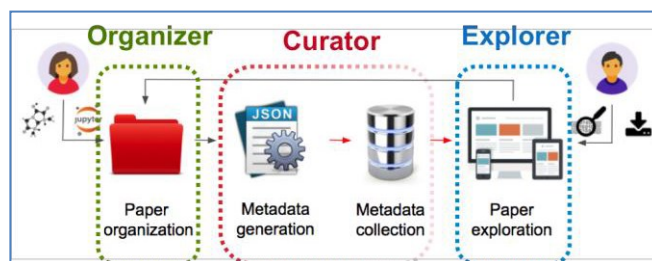 Organizer
Curator
Explorer
jupyter
JSON
Paper
organization
Metadata
generation
Metadata
collection
Paper
exploration